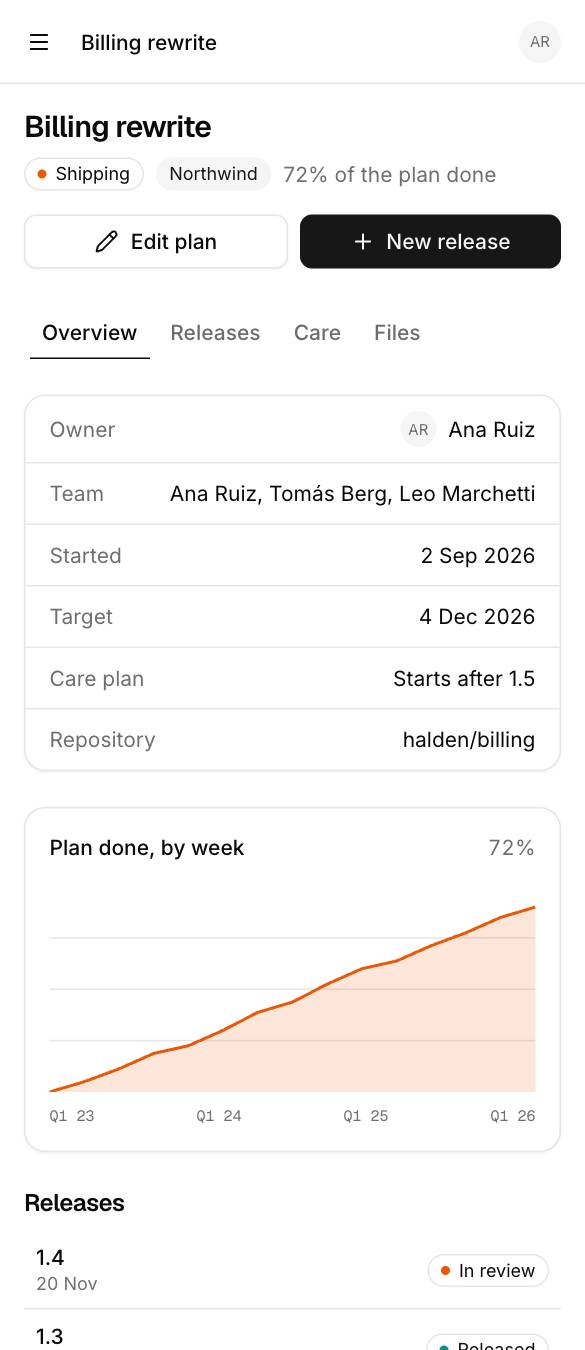 Billing rewrite AR
Billing rewrite
Shipping Northwind 72% of the plan done
Edit plan New release
Overview Releases Care Files
Owner AR Ana Ruiz
Team Ana Ruiz, Tomás Berg, Leo Marchetti
Started 2 Sep 2026
Target 4 Dec 2026
Care plan Starts after 1.5
Repository halden/billing
Plan done, by week 72%
Q1 23 Q1 24 Q1 25 Q1 26
Releases
1.4
20 Nov In review
1.3 Released